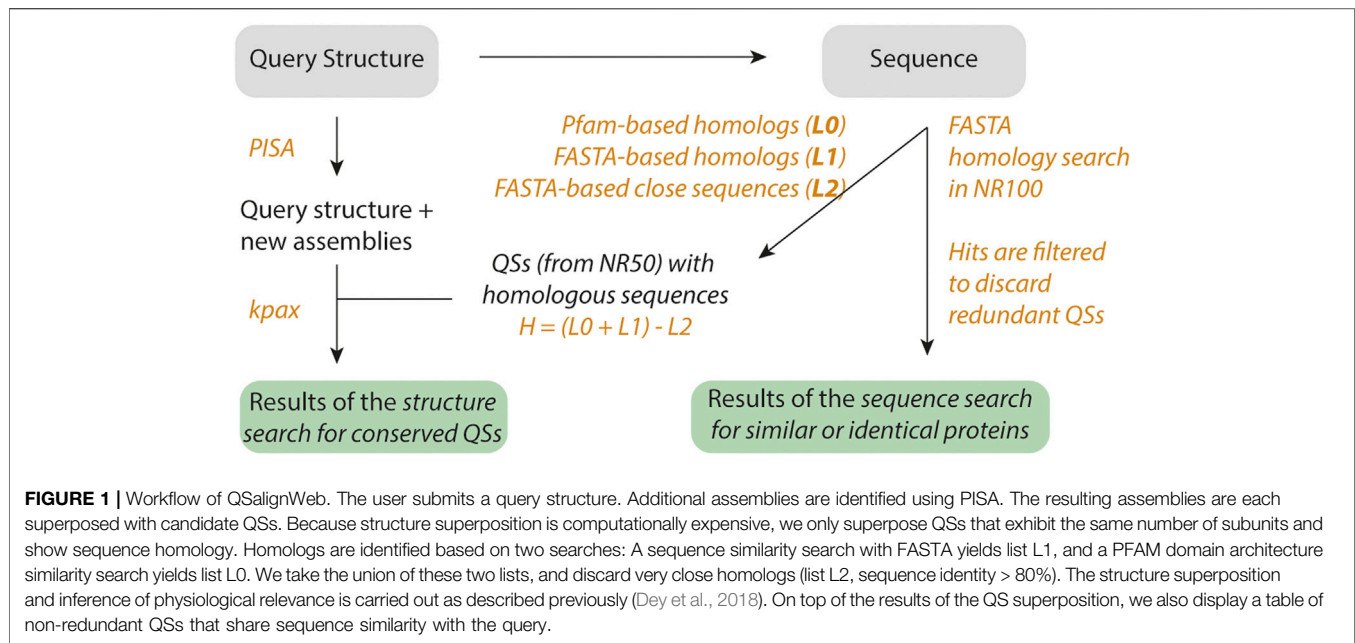 Query Structure
Sequence
PISA
Pfam-based homologs (L0)
FASTA-based homologs (L1)
FASTA-based close sequences (L2)
FASTA
homology search
in NR100
Query structure +
new assemblies
QSs (from NR50) with
homologous sequences
H = (L0 + L1) - L2
Hits are filtered
to discard
redundant QSs
kpax
Results of the structure
search for conserved QSs
Results of the sequence search
for similar or identical proteins
FIGURE 1 | Workflow of QSalignWeb. The user submits a query structure. Additional assemblies are identified using PISA. The resulting assemblies are each
superposed with candidate QSs. Because structure superposition is computationally expensive, we only superpose QSs that exhibit the same number of subunits and
show sequence homology. Homologs are identified based on two searches: A sequence similarity search with FASTA yields list L1, and a PFAM domain architecture
similarity search yields list L0. We take the union of these two lists, and discard very close homologs (list L2, sequence identity > 80%). The structure superposition
and inference of physiological relevance is carried out as described previously (Dey et al., 2018). On top of the results of the QS superposition, we also display a table of
non-redundant QSs that share sequence similarity with the query.